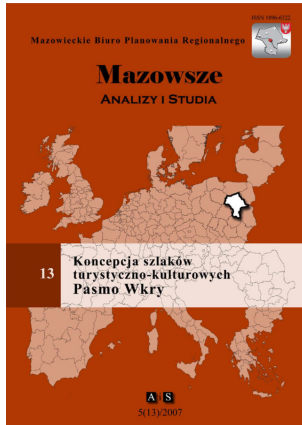 Mazowieckie Biuro Planowania Regionalnego
Mazowsze
ANALIZY I STUDIA
13
Koncepcja szlaków
turystyczno-kulturowych
Pasmo Wkry
A S
5(13)/2007